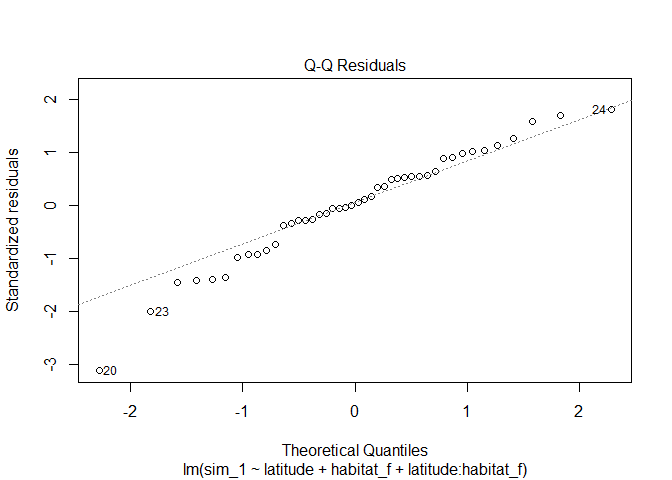 Q-Q Residuals
Standardized residuals
2
1
0
-1
-2
-3
24
23
20
-2 -1 0 1 2
Theoretical Quantiles
lm(sim_1 ~ latitude + habitat_f + latitude:habitat_f)